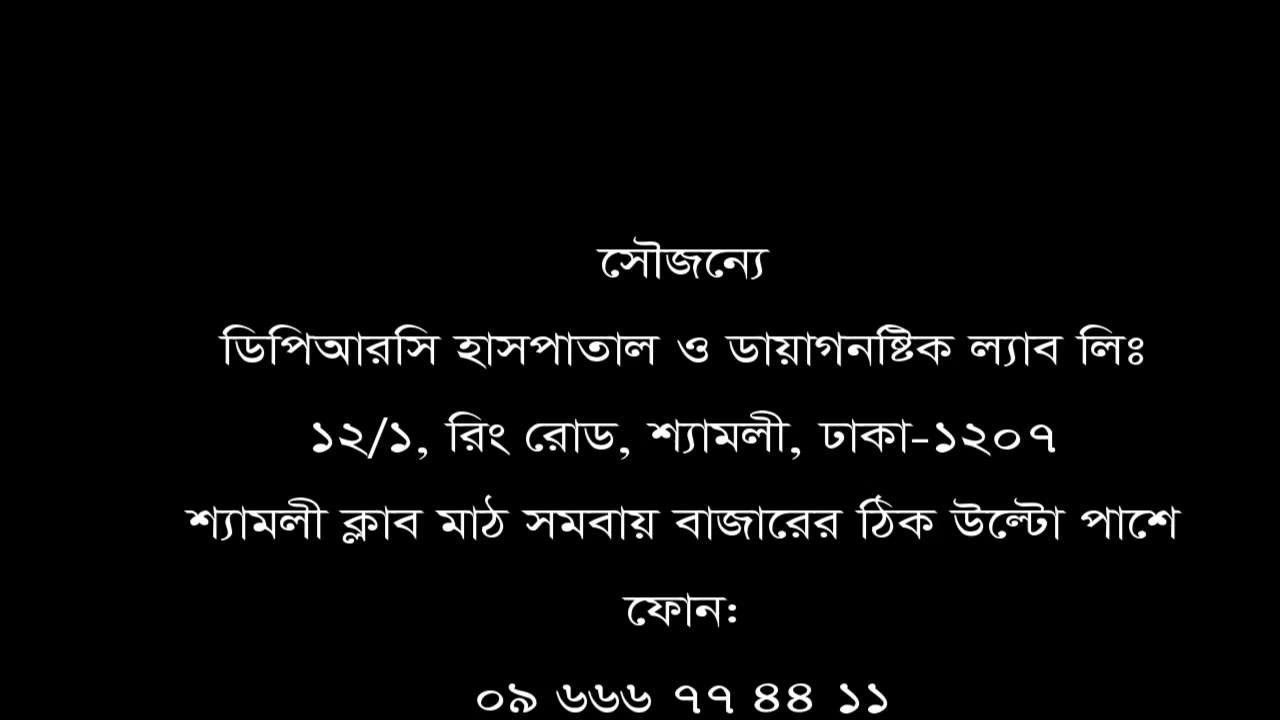 সৌজন্যে
ডিপিআরসি হাসপাতাল ও ডায়াগনষ্টিক ল্যাব লিঃ
১২/১, রিং রোড, শ্যামলী, ঢাকা-১২০৭
শ্যামলী ক্লাব মাঠ সমবায় বাজারের ঠিক উল্টো পাশে
ফোন:
০৯ ৬৬৬ ৭৭ ৪৪ ১১